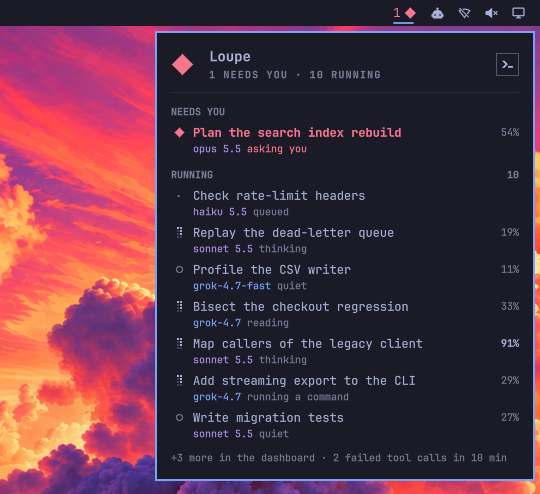 1
Loupe
1 NEEDS YOU · 10 RUNNING
NEEDS YOU
Plan the search index rebuild 54%
opus 5.5 asking you
RUNNING 10
Check rate-limit headers
haiku 5.5 queued
Replay the dead-letter queue 19%
sonnet 5.5 thinking
Profile the CSV writer 11%
grok-4.7-fast quiet
Bisect the checkout regression 33%
grok-4.7 reading
Map callers of the legacy client 91%
sonnet 5.5 thinking
Add streaming export to the CLI 29%
grok-4.7 running a command
Write migration tests 27%
sonnet 5.5 quiet
+3 more in the dashboard · 2 failed tool calls in 10 min